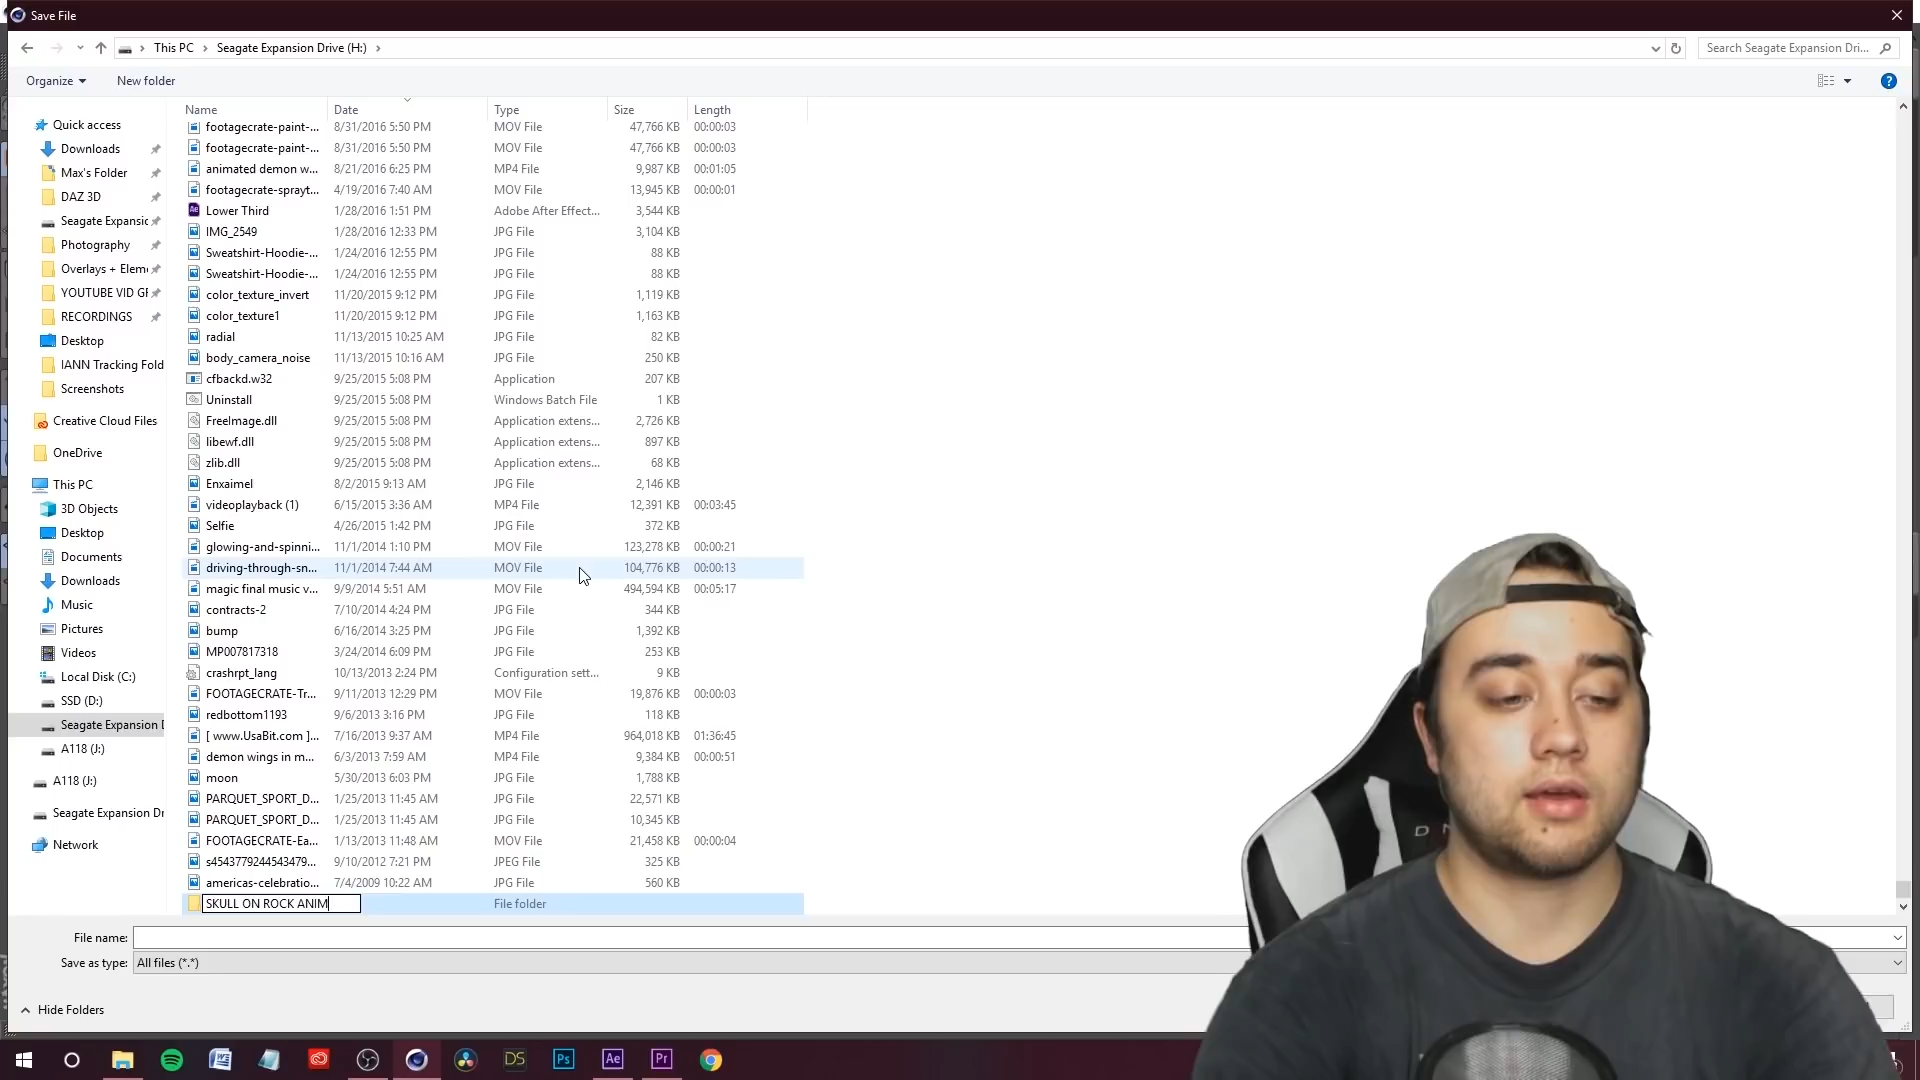 Save File
This PC > Seagate Expansion Drive (H:) >
Search Seagate Expansion Dri...
Organize
New folder
Name Date Type Size Length
Quick access
Downloads
Max's Folder
DAZ 3D
Seagate Expansic
Photography
Overlays + Elem
YOUTUBE VID GF
RECORDINGS
Desktop
IANN Tracking Fold
Screenshots
Creative Cloud Files
OneDrive
This PC
3D Objects
Desktop
Documents
Downloads
Music
Pictures
Videos
Local Disk (C:)
SSD (D:)
Seagate Expansion D
A118 (J:)
A118 (J:)
Seagate Expansion Dr
Network
footagecrate-paint-... 8/31/2016 5:50 PM MOV File 47,766 KB 00:00:03
footagecrate-paint-... 8/31/2016 5:50 PM MOV File 47,766 KB 00:00:03
animated demon w... 8/21/2016 6:25 PM MP4 File 9,987 KB 00:01:05
footagecrate-sprayt... 4/19/2016 7:40 AM MOV File 13,945 KB 00:00:01
Lower Third 1/28/2016 1:51 PM Adobe After Effect... 3,544 KB
IMG_2549 1/28/2016 12:33 PM JPG File 3,104 KB
Sweatshirt-Hoodie-... 1/24/2016 12:55 PM JPG File 88 KB
Sweatshirt-Hoodie-... 1/24/2016 12:55 PM JPG File 88 KB
color_texture_invert 11/20/2015 9:12 PM JPG File 1,119 KB
color_texture1 11/20/2015 9:12 PM JPG File 1,163 KB
radial 11/13/2015 10:25 AM JPG File 82 KB
body_camera_noise 11/13/2015 10:16 AM JPG File 250 KB
cfbackd.w32 9/25/2015 5:08 PM Application 207 KB
Uninstall 9/25/2015 5:08 PM Windows Batch File 1 KB
FreeImage.dll 9/25/2015 5:08 PM Application extens... 2,726 KB
libewf.dll 9/25/2015 5:08 PM Application extens... 897 KB
zlib.dll 9/25/2015 5:08 PM Application extens... 68 KB
Enxaimel 8/2/2015 9:13 AM JPG File 2,146 KB
videoplayback (1) 6/15/2015 3:36 AM MP4 File 12,391 KB 00:03:45
Selfie 4/26/2015 1:42 PM JPG File 372 KB
glowing-and-spinni... 11/1/2014 1:10 PM MOV File 123,278 KB 00:00:21
driving-through-sn... 11/1/2014 7:44 AM MOV File 104,776 KB 00:00:13
magic final music v... 9/9/2014 5:51 AM MOV File 494,594 KB 00:05:17
contracts-2 7/10/2014 4:24 PM JPG File 344 KB
bump 6/16/2014 3:25 PM JPG File 1,392 KB
MP007817318 3/24/2014 6:09 PM JPG File 253 KB
crashrpt_lang 10/13/2013 2:24 PM Configuration sett... 9 KB
FOOTAGECRATE-Tr... 9/11/2013 12:29 PM MOV File 19,876 KB 00:00:03
redbottom1193 9/6/2013 3:16 PM JPG File 118 KB
[ www.UsaBit.com ]... 7/16/2013 9:37 AM MP4 File 964,018 KB 01:36:45
demon wings in m... 6/3/2013 7:59 AM MP4 File 9,384 KB 00:00:51
moon 5/30/2013 6:03 PM JPG File 1,788 KB
PARQUET_SPORT_D... 1/25/2013 11:45 AM JPG File 22,571 KB
PARQUET_SPORT_D... 1/25/2013 11:45 AM JPG File 10,345 KB
FOOTAGECRATE-Ea... 1/13/2013 11:48 AM MOV File 21,458 KB 00:00:04
s4543779244543479... 9/10/2012 7:21 PM JPEG File 325 KB
americas-celebratio... 7/4/2009 10:22 AM JPG File 560 KB
SKULL ON ROCK ANIM File folder
File name:
Save as type: All files (*.*)
Hide Folders
DS
Ps
Ae
Pr